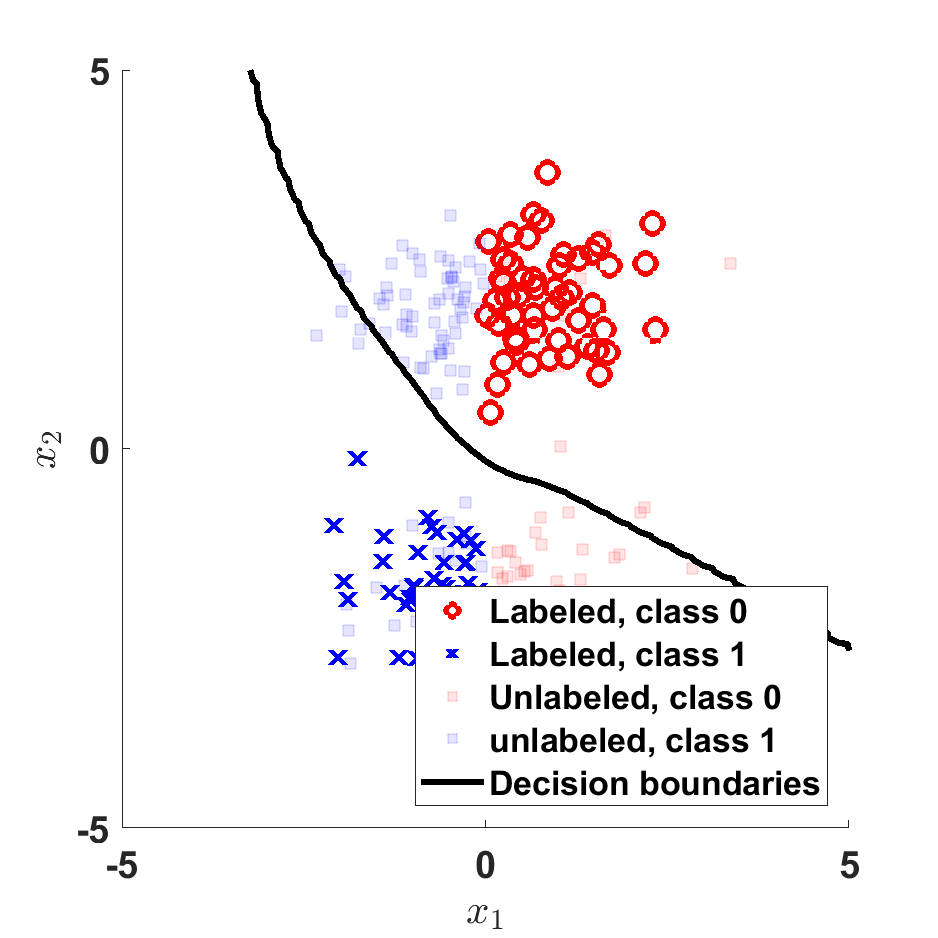 5
0
-5
-5
0
5
x2
x1
Labeled, class 0
Labeled, class 1
Unlabeled, class 0
unlabeled, class 1
Decision boundaries